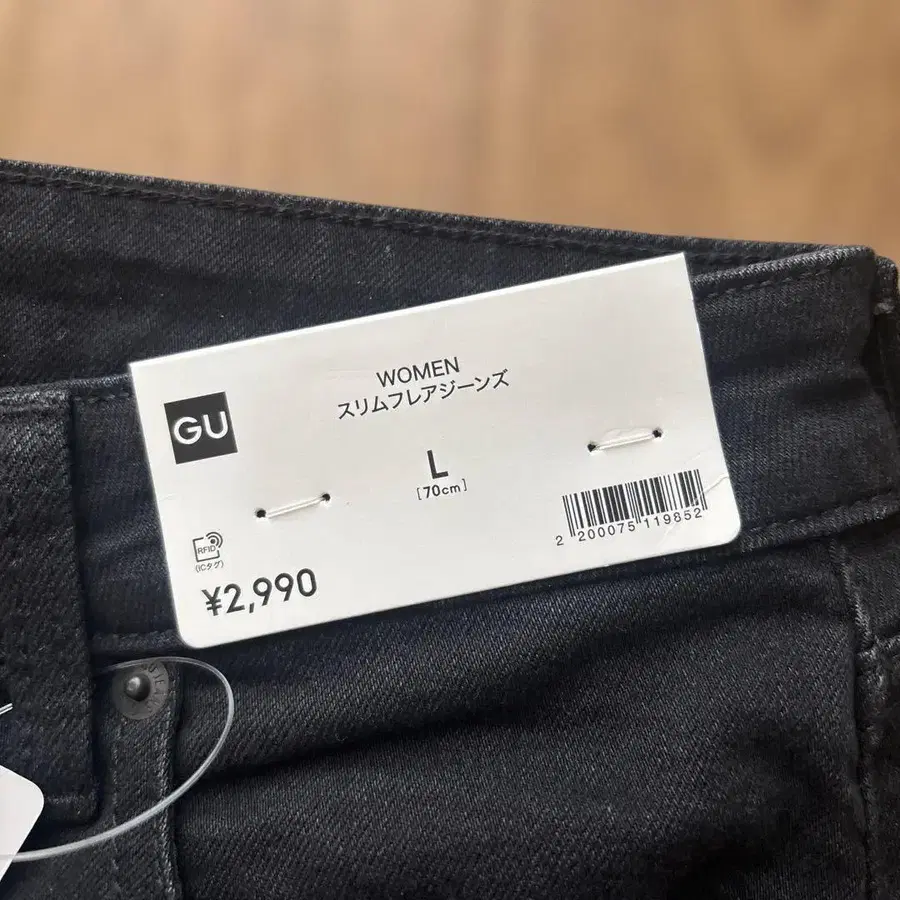 WOMEN
スリムフレアジーンズ
GU
L
[70cm]
2 200075 119852
RFID
(ICタグ)
¥2,990